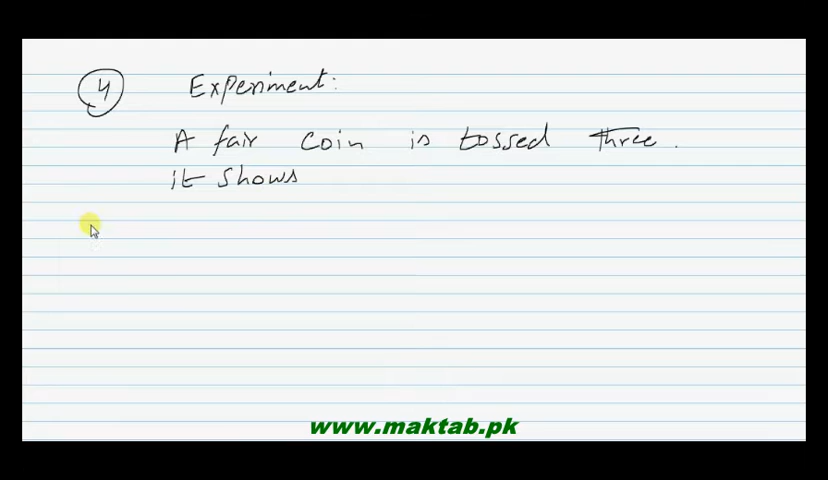 4 Experiment:
A fair coin is tossed three.
it shows
www.maktab.pk